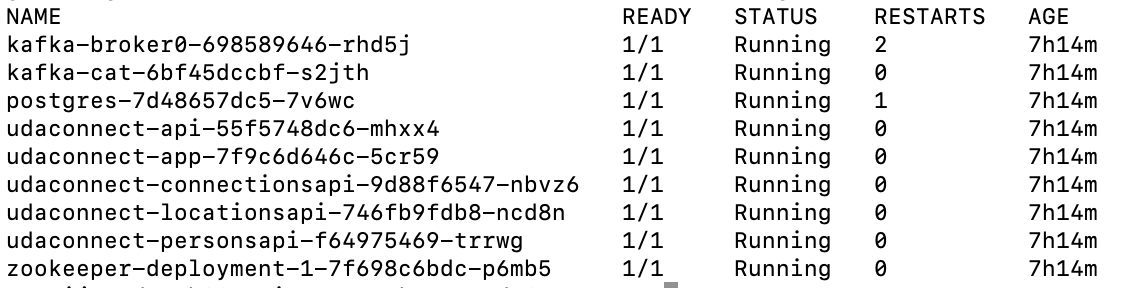 NAME READY STATUS RESTARTS AGE
kafka-broker0-698589646-rhd5j 1/1 Running 2 7h14m
kafka-cat-6bf45dccbf-s2jth 1/1 Running 0 7h14m
postgres-7d48657dc5-7v6wc 1/1 Running 1 7h14m
udaconnect-api-55f5748dc6-mhxx4 1/1 Running 0 7h14m
udaconnect-app-7f9c6d646c-5cr59 1/1 Running 0 7h14m
udaconnect-connectionsapi-9d88f6547-nbvz6 1/1 Running 0 7h14m
udaconnect-locationsapi-746fb9fdb8-ncd8n 1/1 Running 0 7h14m
udaconnect-personsapi-f64975469-trrwg 1/1 Running 0 7h14m
zookeeper-deployment-1-7f698c6bdc-p6mb5 1/1 Running 0 7h14m